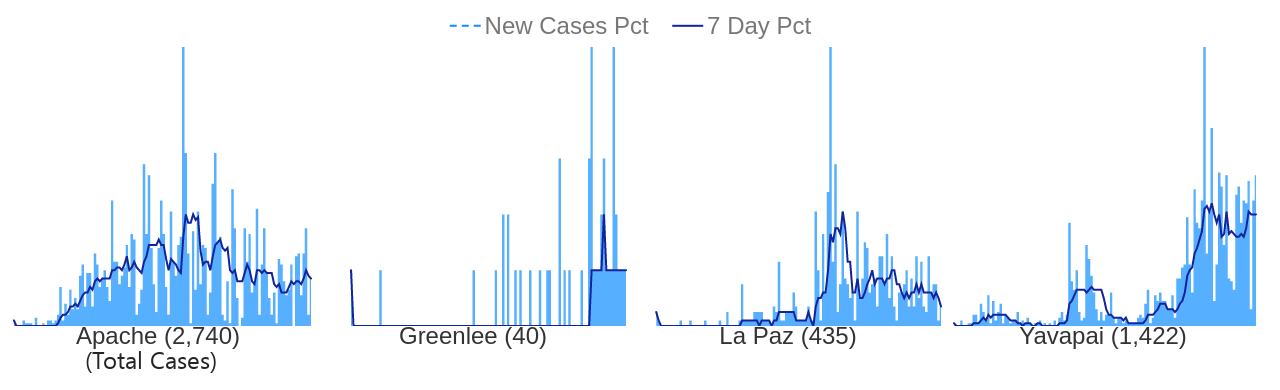 New Cases Pct 7 Day Pct
Apache (2,740) Greenlee (40) La Paz (435) Yavapai (1,422)
(Total Cases)